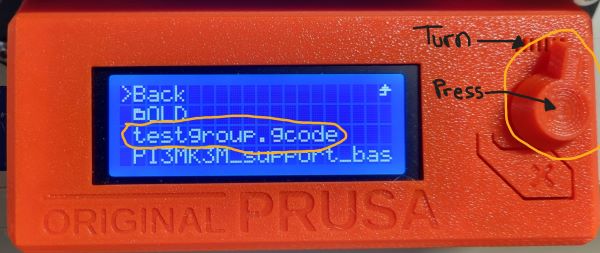 Turn
Press
>Back
OLD
testgroup.gcode
PI3MK3M_support_bas
ORIGINAL PRUSA